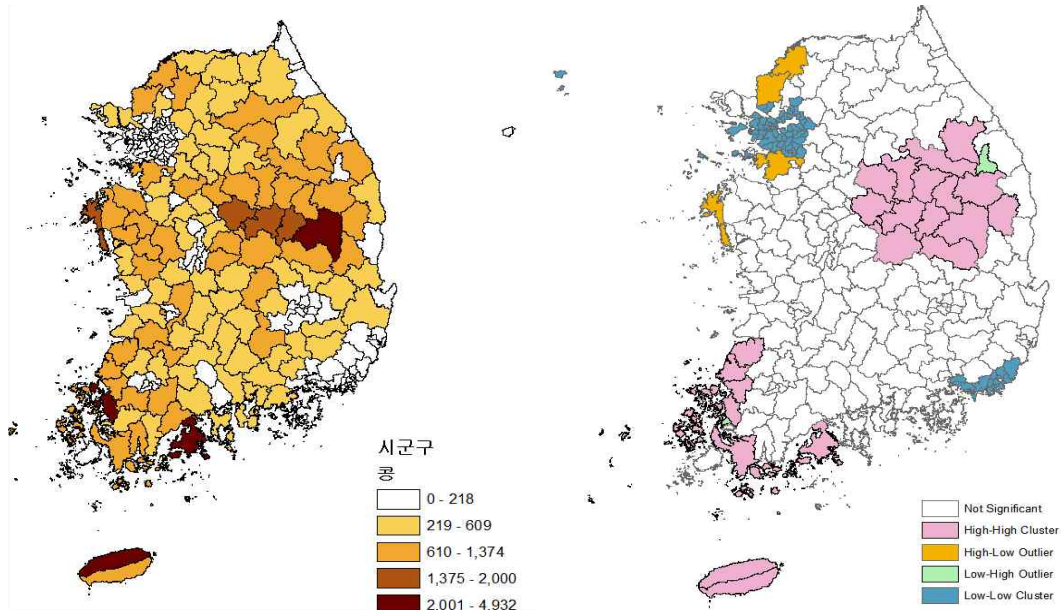 시군구
콩
0 - 218
219 - 609
610 - 1,374
1,375 - 2,000
2,001 - 4,932
Not Significant
High-High Cluster
High-Low Outlier
Low-High Outlier
Low-Low Cluster